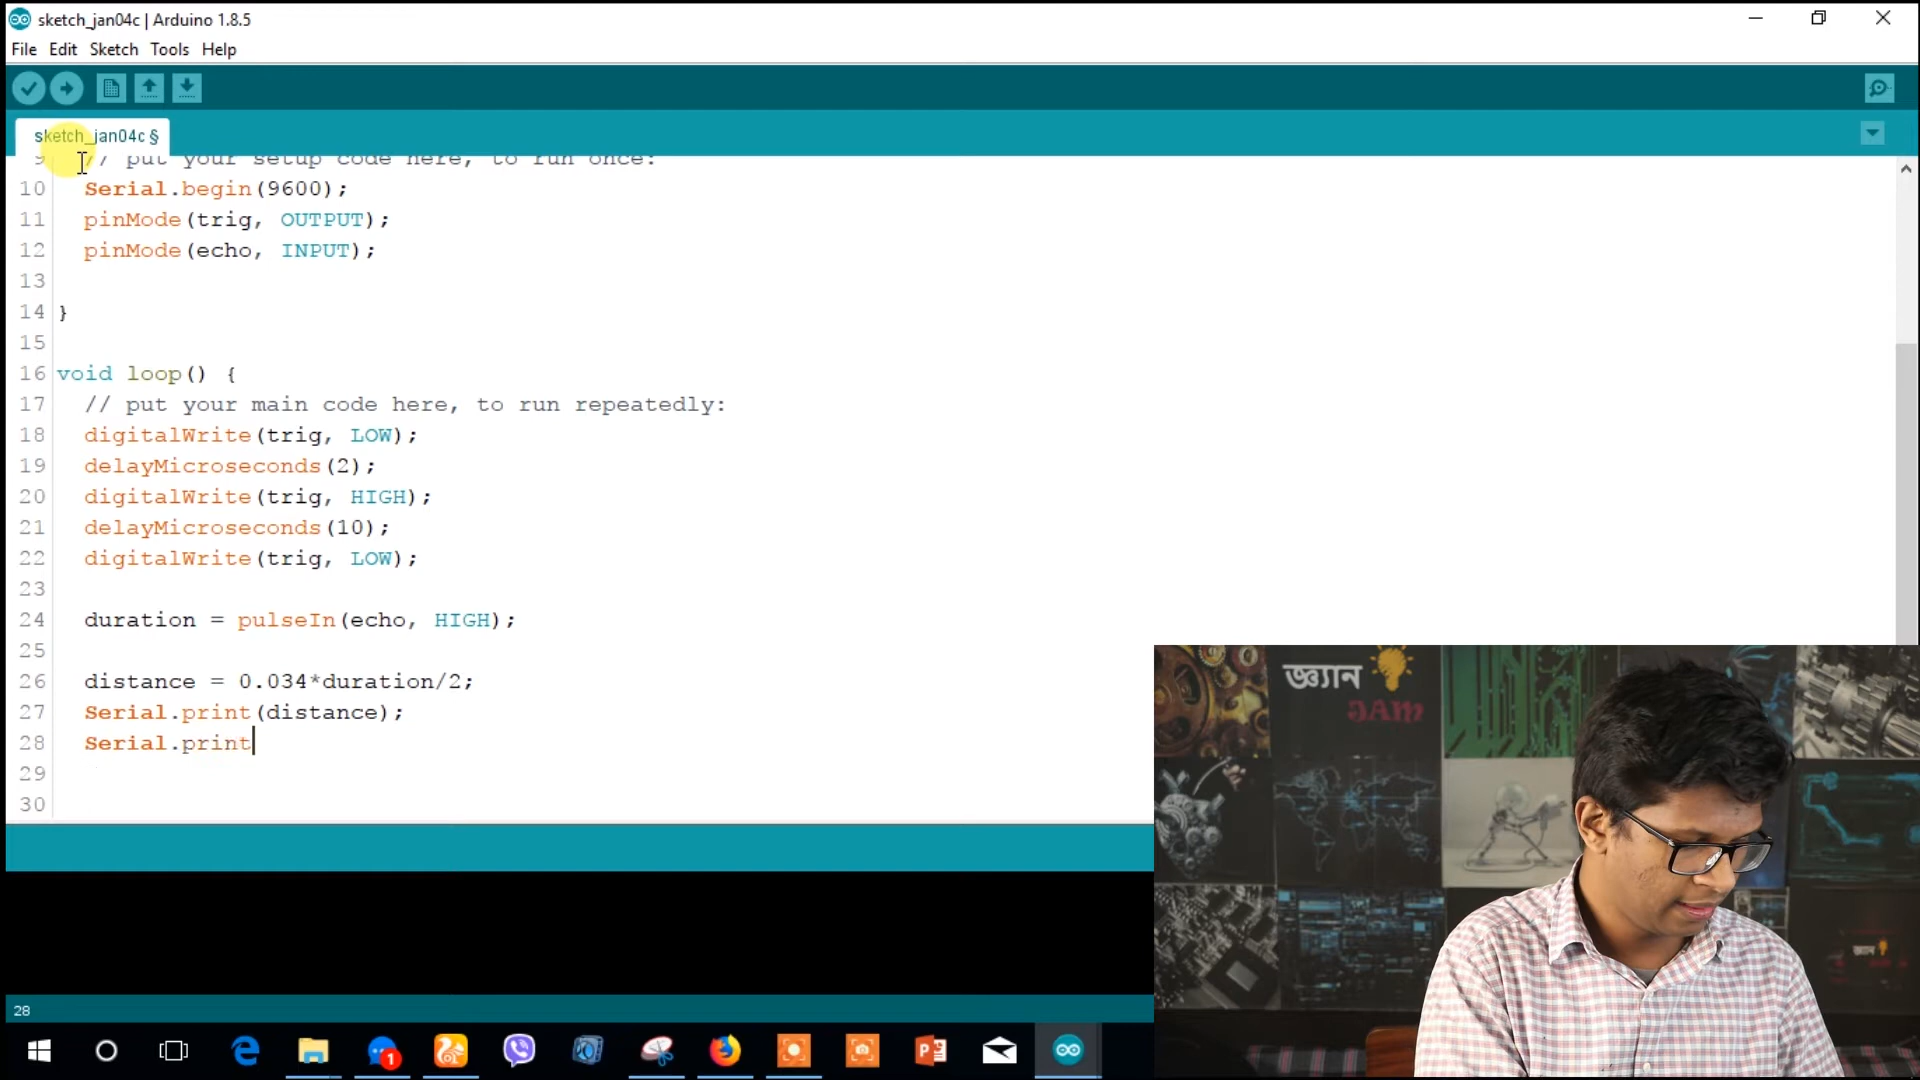 sketch_jan04c | Arduino 1.8.5
File Edit Sketch Tools Help
sketch_jan04c §
9 // put your setup code here, to run once:
10 Serial.begin(9600);
11 pinMode(trig, OUTPUT);
12 pinMode(echo, INPUT);
13
14 }
15
16 void loop() {
17 // put your main code here, to run repeatedly:
18 digitalWrite(trig, LOW);
19 delayMicroseconds(2);
20 digitalWrite(trig, HIGH);
21 delayMicroseconds(10);
22 digitalWrite(trig, LOW);
23
24 duration = pulseIn(echo, HIGH);
25
26 distance = 0.034*duration/2;
27 Serial.print(distance);
28 Serial.print
29
30
জ্ঞ্যান
JAM
28
1